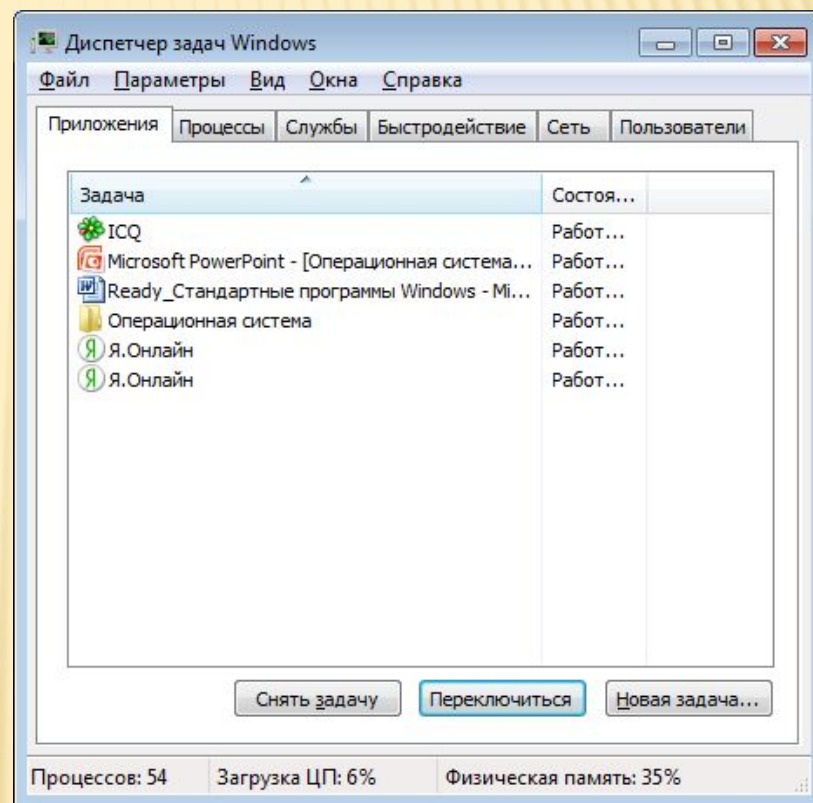 Диспетчер задач Windows
Файл Параметры Вид Окна Справка
Приложения Процессы Службы Быстродействие Сеть Пользователи
Задача Состоя...
ICQ Работ...
Microsoft PowerPoint - [Операционная система... Работ...
Ready_Стандартные программы Windows - Mi... Работ...
Операционная система Работ...
Я Я.Онлайн Работ...
Я Я.Онлайн Работ...
Снять задачу Переключиться Новая задача...
Процессов: 54 Загрузка ЦП: 6% Физическая память: 35%